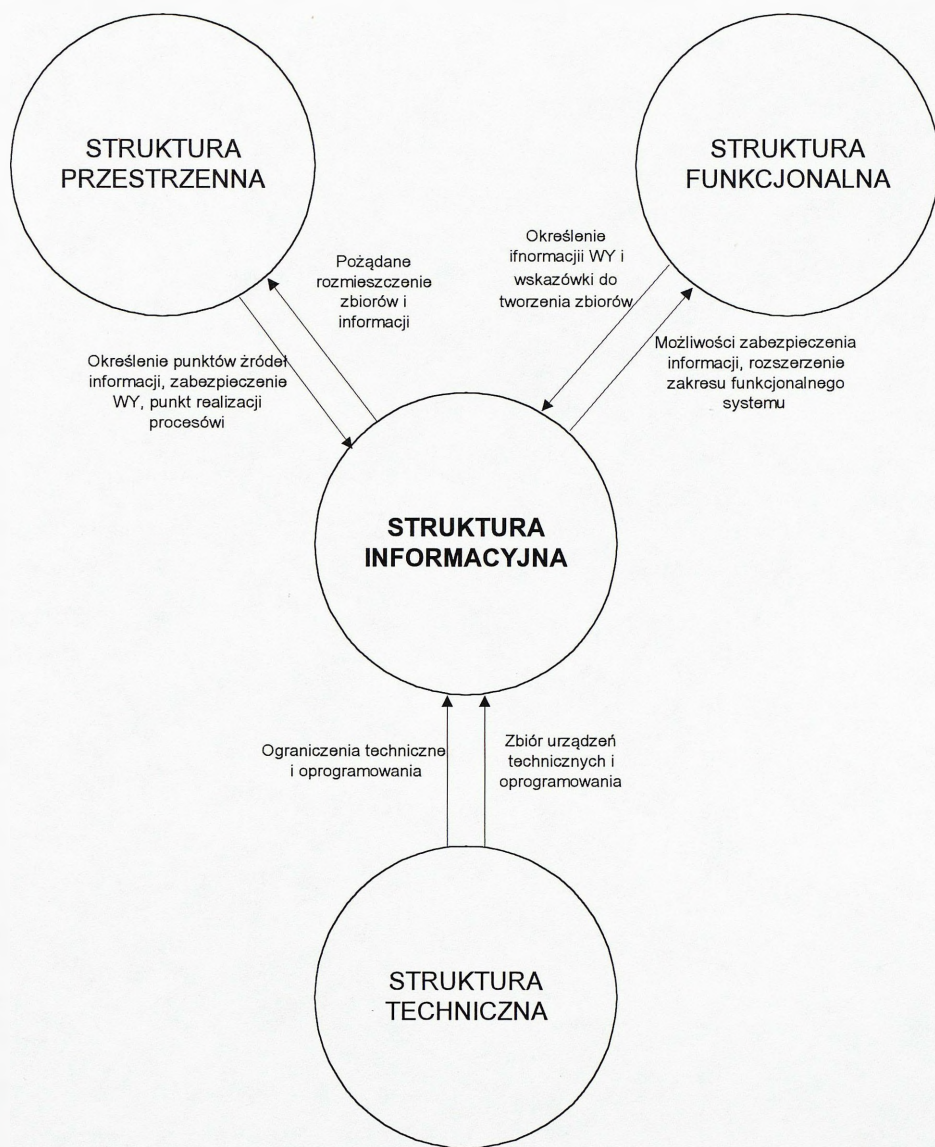 STRUKTURA
PRZESTRZENNA
STRUKTURA
FUNKCJONALNA
Pożądane
rozmieszczenie
zbiorów i
informacji
Określenie
ifnormacjii WY i
wskazówki do
tworzenia zbiorów
Określenie punktów żródeł
informacji, zabezpieczenie
WY, punkt realizacji
procesówi
Możliwości zabezpieczenia
informacji, rozszerzenie
zakresu funkcjonalnego
systemu
STRUKTURA
INFORMACYJNA
Ograniczenia techniczne
i oprogramowania
Zbiór urządzeń
technicznych i
oprogramowania
STRUKTURA
TECHNICZNA